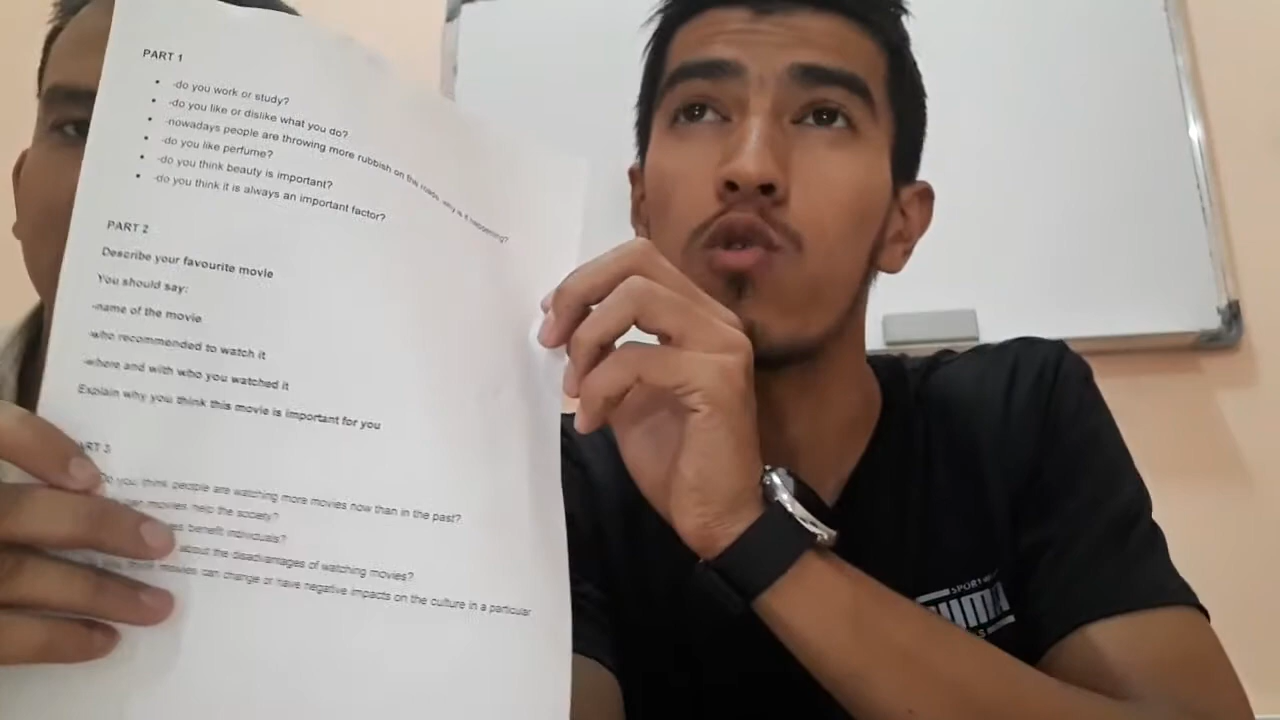 PART 1
-do you work or study?
-do you like or dislike what you do?
-nowadays people are throwing more rubbish on the roads, why is it happening?
-do you like perfume?
-do you think beauty is important?
-do you think it is always an important factor?
PART 2
Describe your favourite movie
You should say:
-name of the movie
-who recommended to watch it
-where and with who you watched it
Explain why you think this movie is important for you
ART 3
Do you think people are watching more movies now than in the past?
movies help the society?
benefit individuals?
about the disadvantages of watching movies?
movies can change or have negative impacts on the culture in a particular
SPORT
PUMA